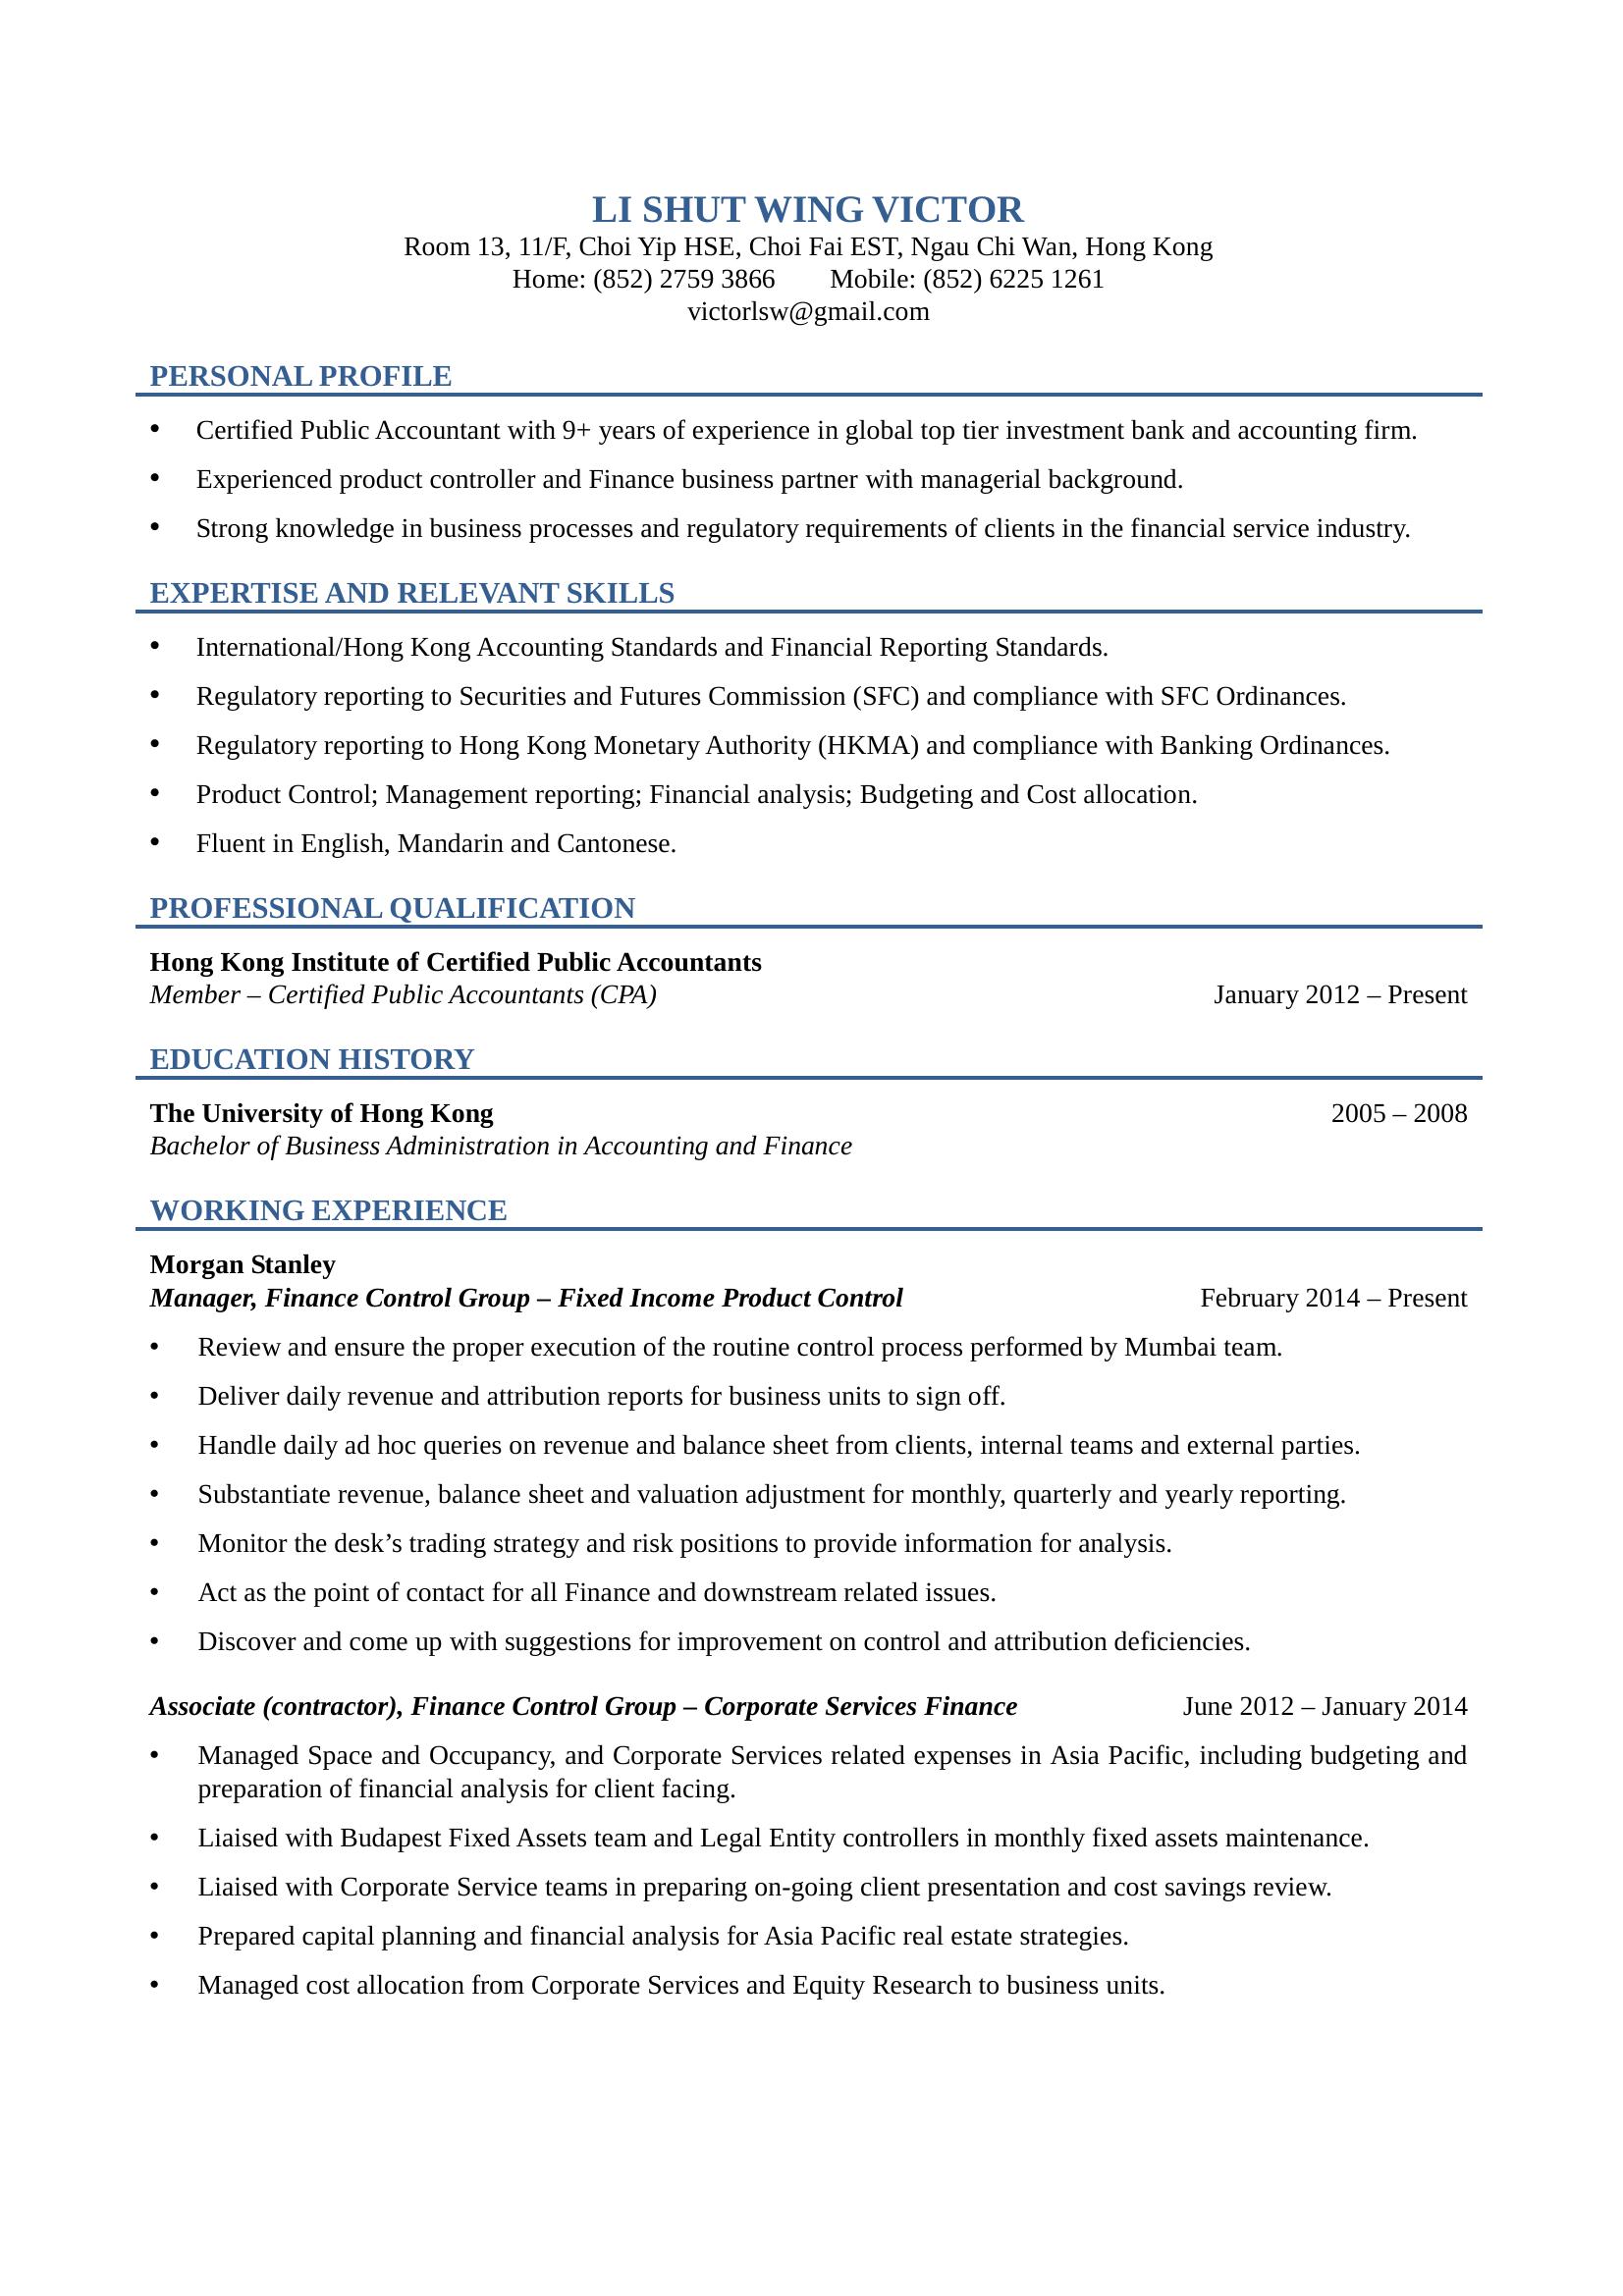 LI SHUT WING VICTOR
Room 13, 11/F, Choi Yip HSE, Choi Fai EST, Ngau Chi Wan, Hong Kong
Home: (852) 2759 3866 Mobile: (852) 6225 1261
victorlsw@gmail.com
PERSONAL PROFILE
• Certified Public Accountant with 9+ years of experience in global top tier investment bank and accounting firm.
• Experienced product controller and Finance business partner with managerial background.
• Strong knowledge in business processes and regulatory requirements of clients in the financial service industry.
EXPERTISE AND RELEVANT SKILLS
• International/Hong Kong Accounting Standards and Financial Reporting Standards.
• Regulatory reporting to Securities and Futures Commission (SFC) and compliance with SFC Ordinances.
• Regulatory reporting to Hong Kong Monetary Authority (HKMA) and compliance with Banking Ordinances.
• Product Control; Management reporting; Financial analysis; Budgeting and Cost allocation.
• Fluent in English, Mandarin and Cantonese.
PROFESSIONAL QUALIFICATION
Hong Kong Institute of Certified Public Accountants
Member – Certified Public Accountants (CPA) January 2012 – Present
EDUCATION HISTORY
The University of Hong Kong 2005 – 2008
Bachelor of Business Administration in Accounting and Finance
WORKING EXPERIENCE
Morgan Stanley
Manager, Finance Control Group – Fixed Income Product Control February 2014 – Present
• Review and ensure the proper execution of the routine control process performed by Mumbai team.
• Deliver daily revenue and attribution reports for business units to sign off.
• Handle daily ad hoc queries on revenue and balance sheet from clients, internal teams and external parties.
• Substantiate revenue, balance sheet and valuation adjustment for monthly, quarterly and yearly reporting.
• Monitor the desk’s trading strategy and risk positions to provide information for analysis.
• Act as the point of contact for all Finance and downstream related issues.
• Discover and come up with suggestions for improvement on control and attribution deficiencies.
Associate (contractor), Finance Control Group – Corporate Services Finance June 2012 – January 2014
• Managed Space and Occupancy, and Corporate Services related expenses in Asia Pacific, including budgeting and
preparation of financial analysis for client facing.
• Liaised with Budapest Fixed Assets team and Legal Entity controllers in monthly fixed assets maintenance.
• Liaised with Corporate Service teams in preparing on-going client presentation and cost savings review.
• Prepared capital planning and financial analysis for Asia Pacific real estate strategies.
• Managed cost allocation from Corporate Services and Equity Research to business units.